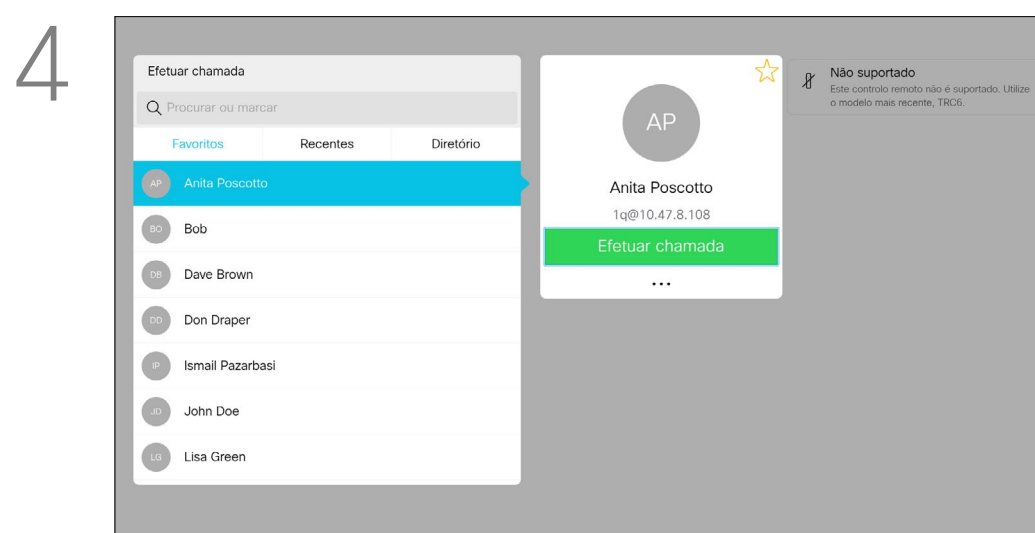 4
Efetuar chamada
Procurar ou marcar
Favoritos Recentes Diretório
AP Anita Poscotto
BO Bob
DB Dave Brown
DD Don Draper
IP Ismail Pazarbasi
JD John Doe
LG Lisa Green
AP
Anita Poscotto
1q@10.47.8.108
Efetuar chamada
...
Não suportado
Este controlo remoto não é suportado. Utilize
o modelo mais recente, TRC6.